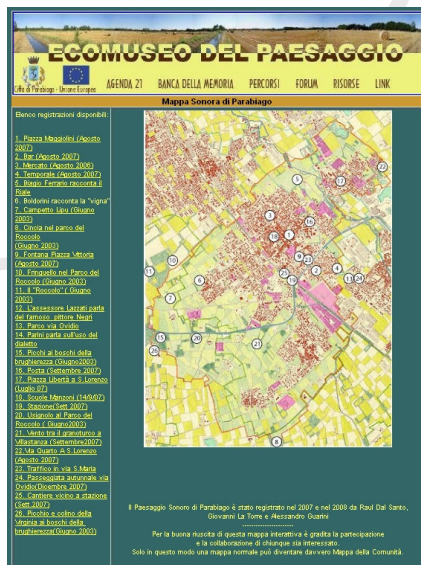 ECOMUSEO DEL PAESAGGIO
Città di Parabiago - Unione Europea
AGENDA 21 BANCA DELLA MEMORIA PERCORSI FORUM RISORSE LINK
Mappa Sonora di Parabiago
Elenco registrazioni disponibili:
1. Piazza Maggiolini (Agosto
2007)
2. Bar (Agosto 2007)
3. Mercato (Agosto 2006)
4. Temporale (Agosto 2007)
5. Biagio Ferrario racconta il
Riale
6. Boldorini racconta la "vigna"
7. Campetto Lipu (Giugno
2003)
8. Cincia nel parco del
Roccolo
(Giugno 2003)
9. Fontana Piazza Vittoria
(Agosto 2007)
10. Fringuello nel Parco del
Roccolo (Giugno 2003)
11. Il "Roccolo" ( Giugno
2003)
12. L'assessore Lazzati parla
del famoso pittore Negri
13. Parco via Ovidio
14. Parini parla sull'uso del
dialetto
15. Picchi ai boschi della
brughierezza (Giugno2003)
16. Posta (Settembre 2007)
17. Piazza Libertà a S.Lorenzo
(Luglio 07)
18. Scuole Manzoni (14/9/07)
19. Stazione(Sett 2007)
20. Usignolo al Parco del
Roccolo ( Giugno2003)
21. Vento tra il granoturco a
Villastanza (Settembre2007)
22.Via Quarto A S.Lorenzo
(Agosto 2007)
23. Traffico in via S.Maria
24. Passeggiata autunnale via
Ovidio(Dicembre 2007)
25. Cantiere vicino a stazione
(Sett.2007)
26. Picchio e colino della
Virginia ai boschi della
brughierezza(Giugno 2003)
Il Paesaggio Sonoro di Parabiago è stato registrato nel 2007 e nel 2008 da Raul Dal Santo,
Giovanni La Torre e Alessandro Guarini
------------------------
Per la buona riuscita di questa mappa interattiva è gradita la partecipazione
e la collaborazione di chiunque sia interessato.
Solo in questo modo una mappa normale può diventare davvero Mappa della Comunità.